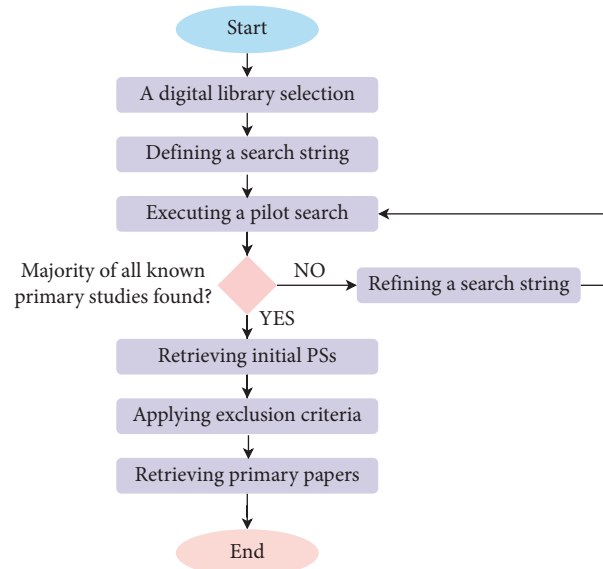 Start
A digital library selection
Defining a search string
Executing a pilot search
Majority of all known
primary studies found?
NO
Refining a search string
YES
Retrieving initial PSs
Applying exclusion criteria
Retrieving primary papers
End